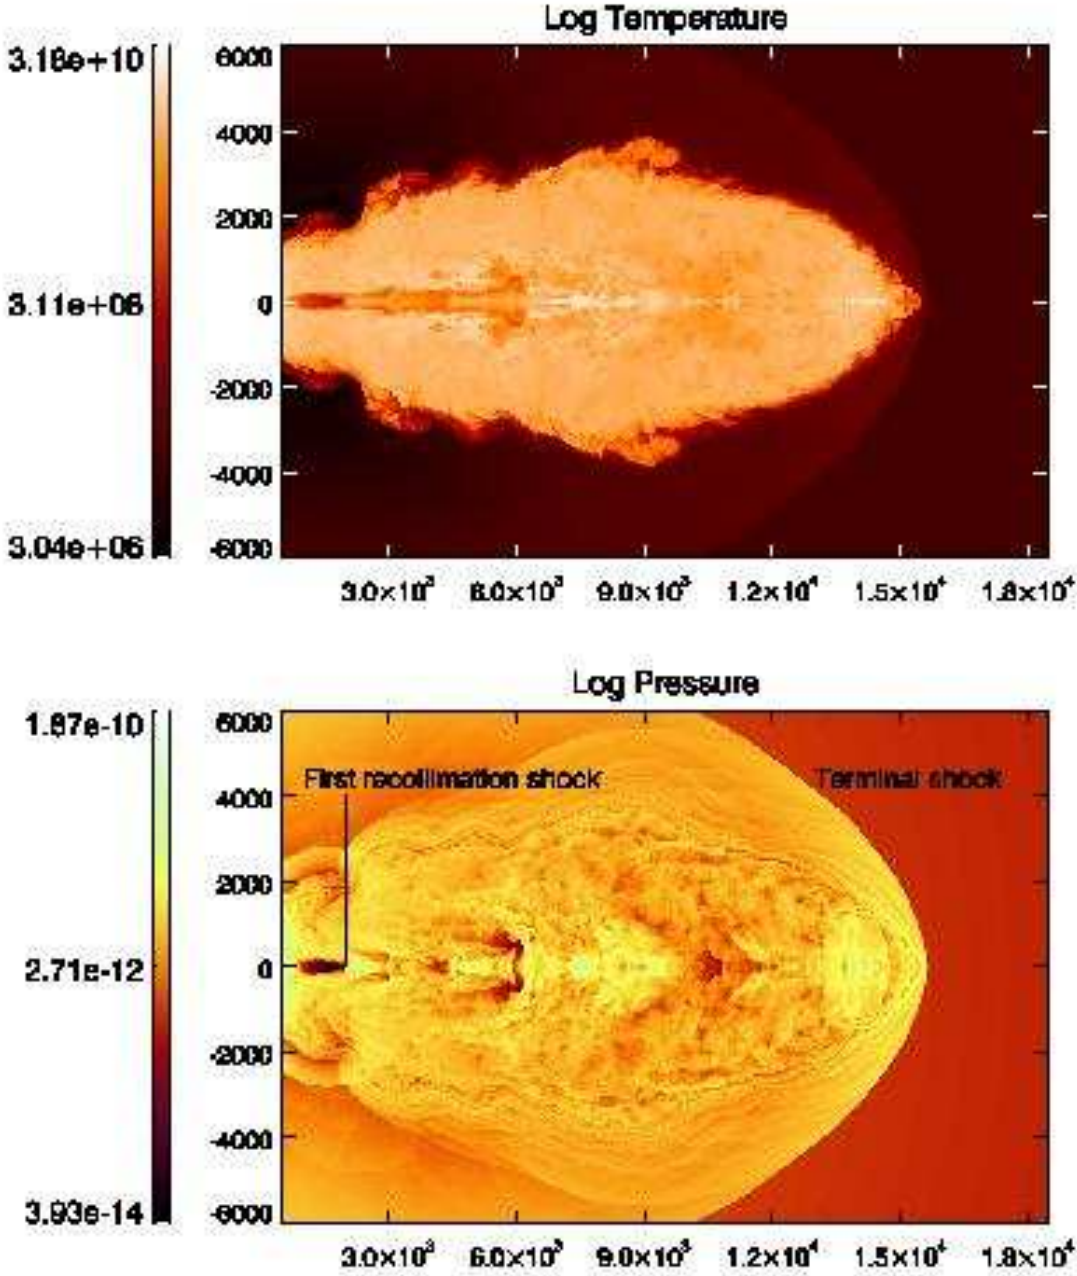 Log Temperature
3.18e+10
3.11e+08
3.04e+06
6000
4000
2000
0
-2000
-4000
-6000
3.0×10³ 6.0×10³ 9.0×10³ 1.2×10⁴ 1.5×10⁴ 1.8×10⁴
Log Pressure
1.87e-10
2.71e-12
3.93e-14
6000
4000
2000
0
-2000
-4000
-6000
First recollimation shock
Terminal shock
3.0×10³ 6.0×10³ 9.0×10³ 1.2×10⁴ 1.5×10⁴ 1.8×10⁴